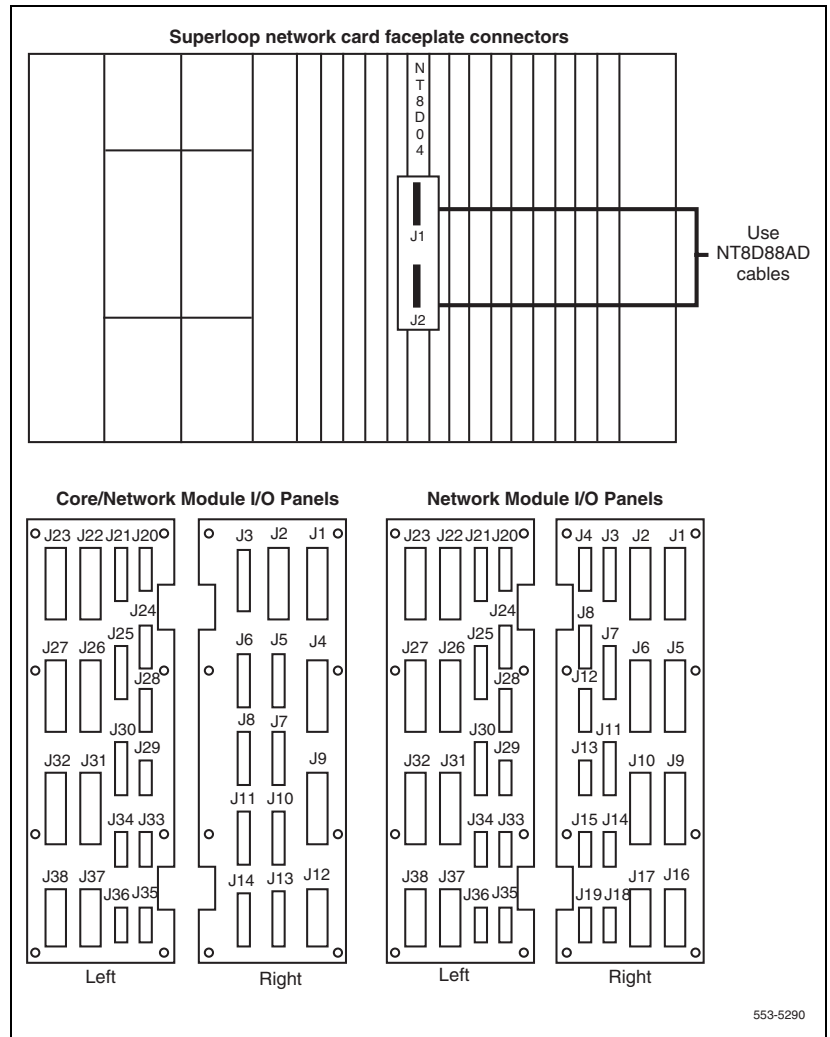 Superloop network card faceplate connectors
N
T
8
D
0
4
J1
J2
Use
NT8D88AD
cables
Core/Network Module I/O Panels
J23 J22 J21 J20
J24
J25
J27 J26
J28
J30
J32 J31 J29
J34 J33
J38 J37
J36 J35
Left
J3 J2 J1
J6 J5 J4
J8 J7
J9
J11 J10
J14 J13 J12
Right
Network Module I/O Panels
J23 J22 J21 J20
J24
J25
J27 J26
J28
J30
J32 J31 J29
J34 J33
J38 J37
J36 J35
Left
J4 J3 J2 J1
J8
J7 J6 J5
J12
J11
J13 J10 J9
J15 J14
J17 J16
J19 J18
Right
553-5290